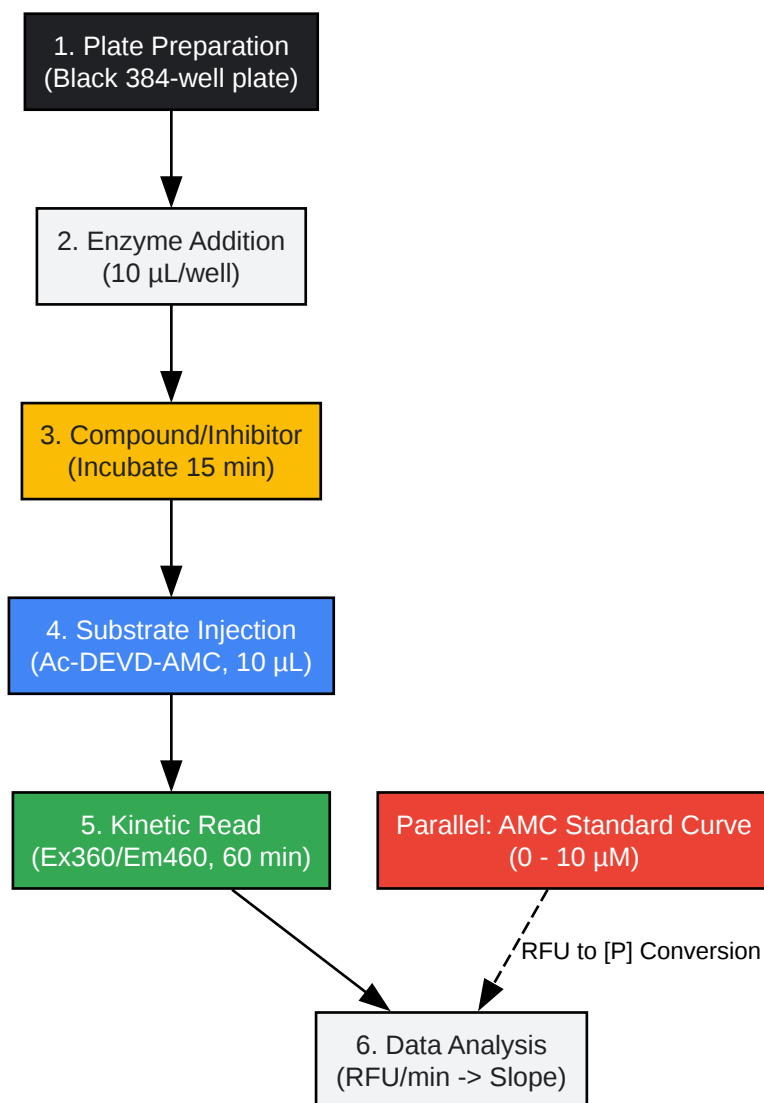 1. Plate Preparation
(Black 384-well plate)
2. Enzyme Addition
(10 µL/well)
3. Compound/Inhibitor
(Incubate 15 min)
4. Substrate Injection
(Ac-DEVD-AMC, 10 µL)
5. Kinetic Read
(Ex360/Em460, 60 min)
Parallel: AMC Standard Curve
(0 - 10 µM)
RFU to [P] Conversion
6. Data Analysis
(RFU/min -> Slope)